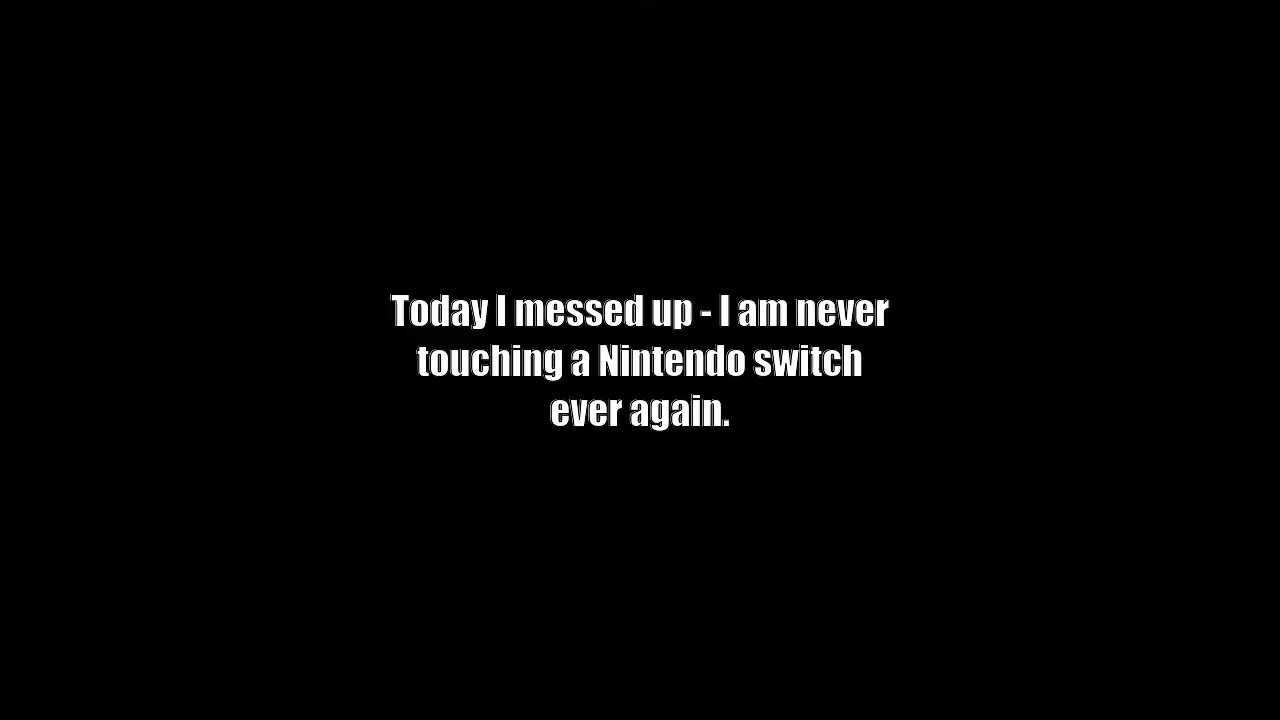 Today I messed up - I am never
touching a Nintendo switch
ever again.